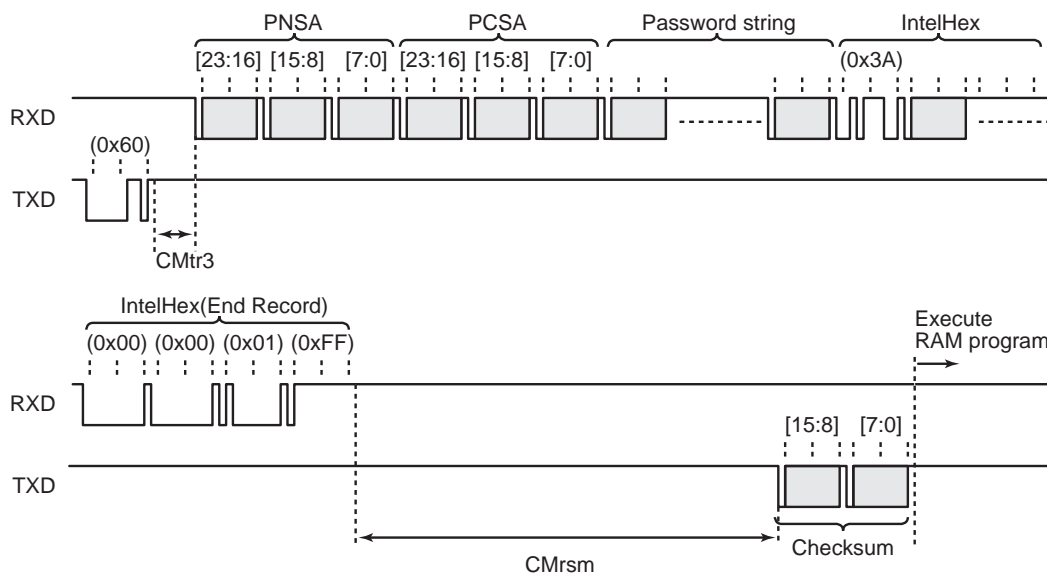 PNSA PCSA Password string IntelHex
[23:16] [15:8] [7:0] [23:16] [15:8] [7:0] (0x3A)
RXD
(0x60)
TXD
CMtr3
IntelHex(End Record)
(0x00) (0x00) (0x01) (0xFF)
Execute
RAM program
RXD
[15:8] [7:0]
TXD
Checksum
CMrsm